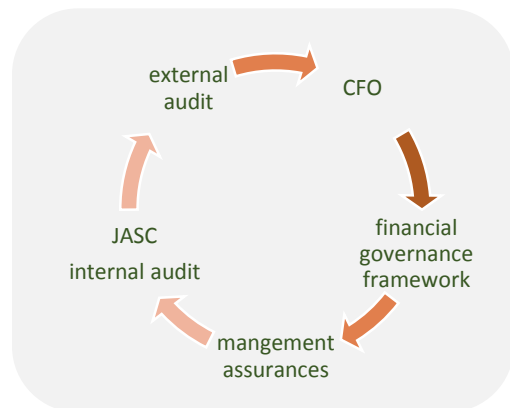 external
audit
CFO
financial
governance
framework
mangement
assurances
JASC
internal audit